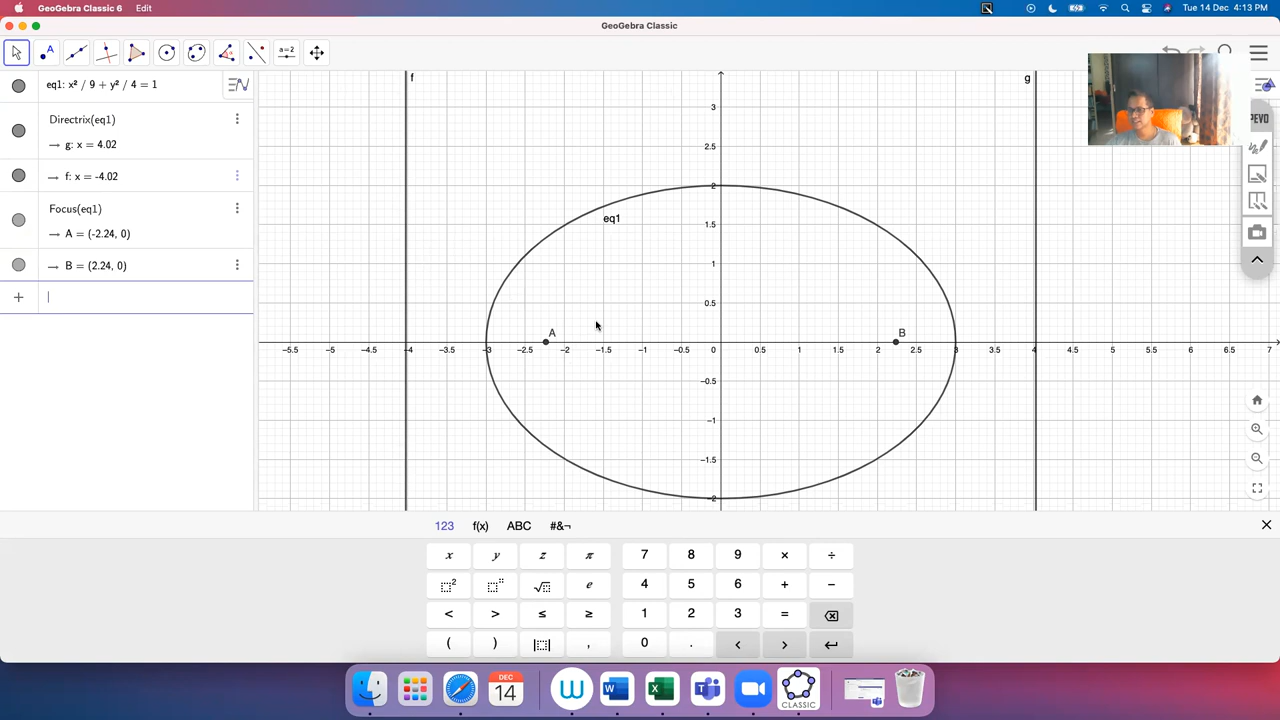 GeoGebra Classic 6 Edit
Tue 14 Dec 4:13 PM
GeoGebra Classic
a=2
eq1: x² / 9 + y² / 4 = 1
Directrix(eq1)
→ g: x = 4.02
→ f: x = -4.02
Focus(eq1)
→ A = (-2.24, 0)
→ B = (2.24, 0)
+
f
g
3
2.5
2
1.5
eq1
1
0.5
A
B
-5.5 -5 -4.5 -4 -3.5 -3 -2.5 -2 -1.5 -1 -0.5 0 0.5 1 1.5 2 2.5 3 3.5 4 4.5 5 5.5 6 6.5 7
-0.5
-1
-1.5
-2
PEVO
123 f(x) ABC #&¬
x y z π 7 8 9 × ÷
e 4 5 6 + −
< > ≤ ≥ 1 2 3 =
( ) , 0 . < >
DEC
14
W
W
X
T
CLASSIC